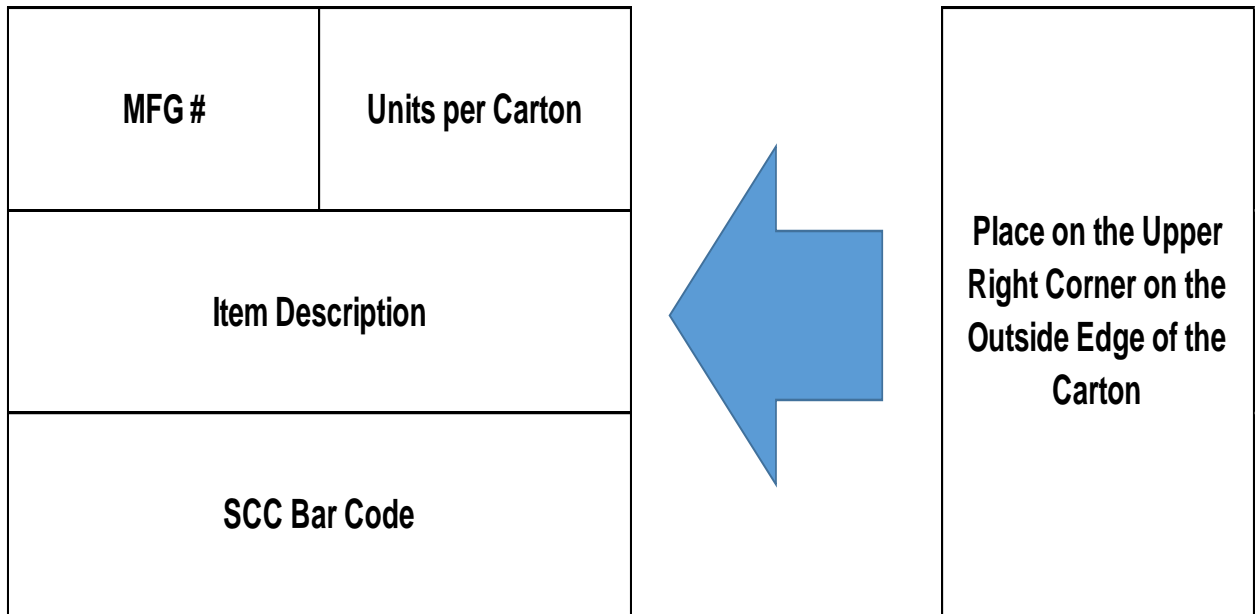 MFG #
Units per Carton
Item Description
SCC Bar Code
Place on the Upper
Right Corner on the
Outside Edge of the
Carton